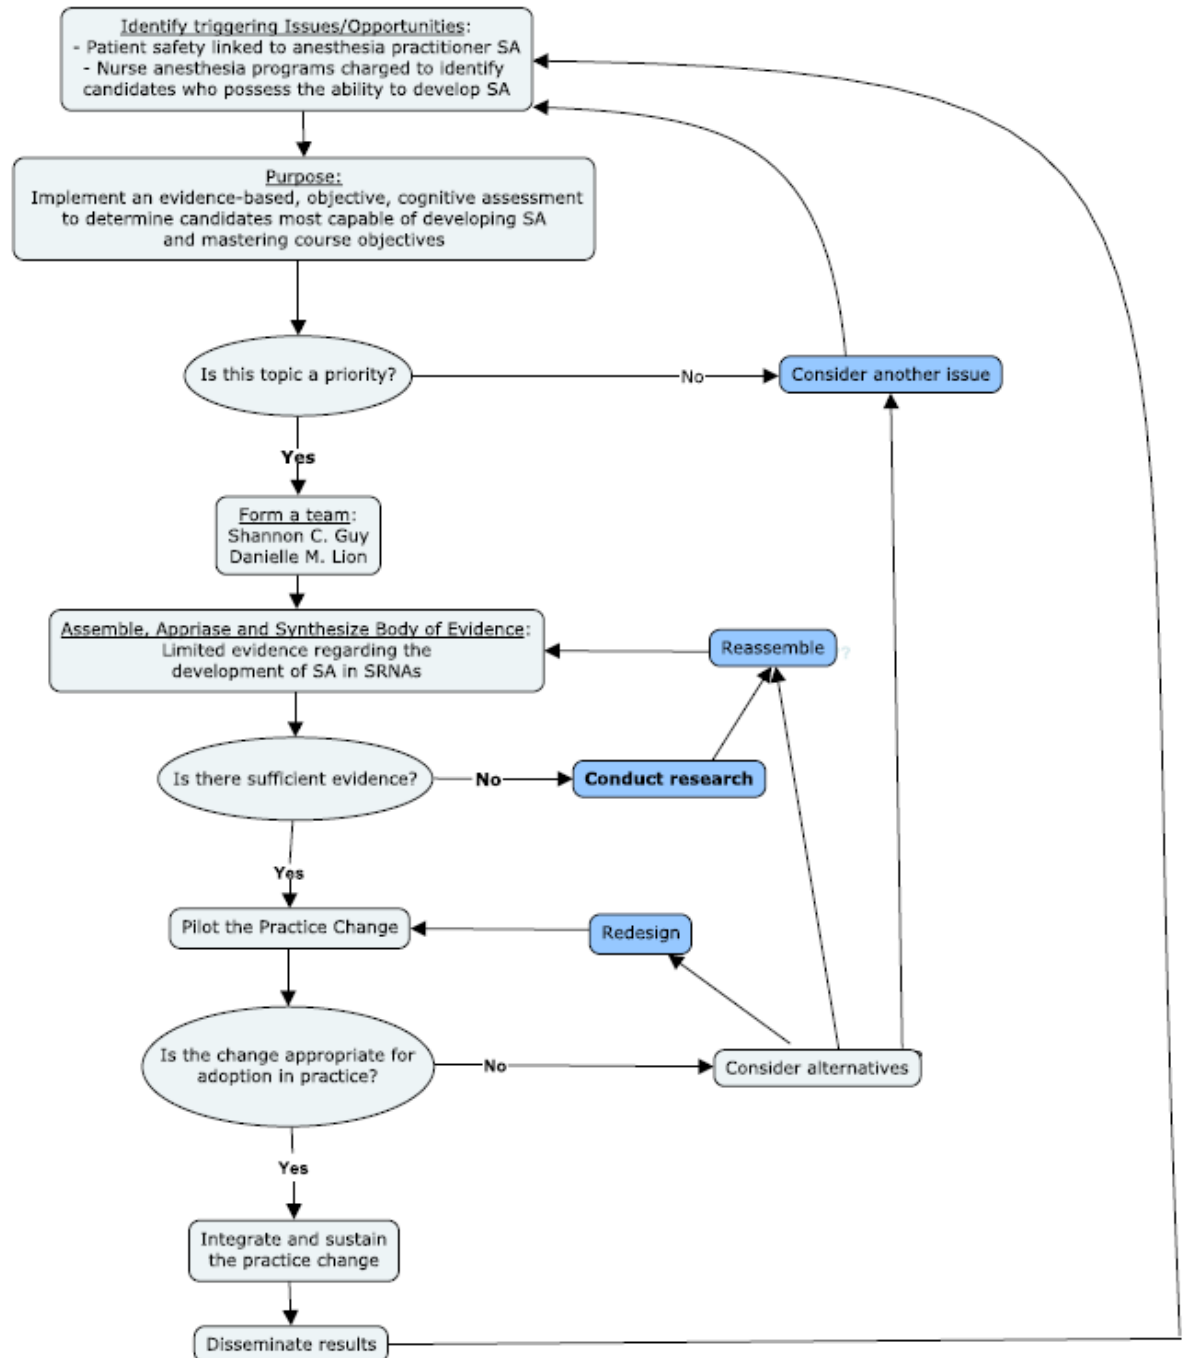 Identify triggering Issues/Opportunities:
- Patient safety linked to anesthesia practitioner SA
- Nurse anesthesia programs charged to identify
candidates who possess the ability to develop SA
Purpose:
Implement an evidence-based, objective, cognitive assessment
to determine candidates most capable of developing SA
and mastering course objectives
Is this topic a priority?
No
Consider another issue
Yes
Form a team:
Shannon C. Guy
Danielle M. Lion
Assemble, Appriase and Synthesize Body of Evidence:
Limited evidence regarding the
development of SA in SRNAs
Reassemble
?
Is there sufficient evidence?
No
Conduct research
Yes
Pilot the Practice Change
Redesign
Is the change appropriate for
adoption in practice?
No
Consider alternatives
Yes
Integrate and sustain
the practice change
Disseminate results